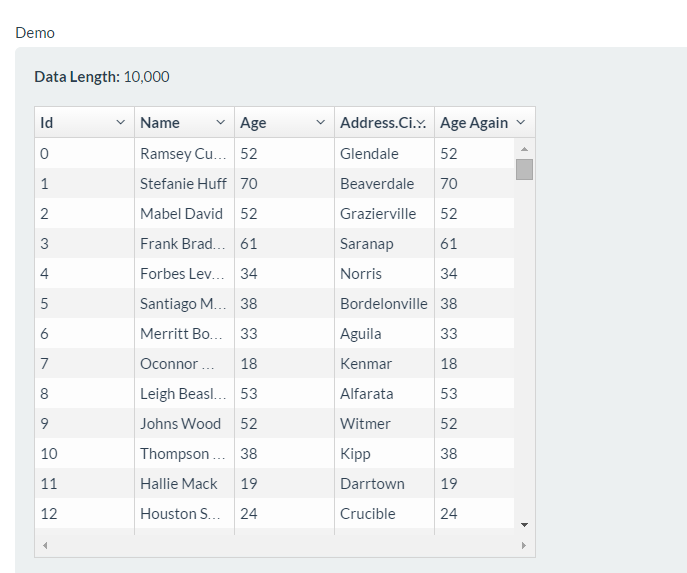 Demo
Data Length: 10,000
Id Name Age Address.Ci... Age Again
0 Ramsey Cu... 52 Glendale 52
1 Stefanie Huff 70 Beaverdale 70
2 Mabel David 52 Grazierville 52
3 Frank Brad... 61 Saranap 61
4 Forbes Lev... 34 Norris 34
5 Santiago M... 38 Bordelonville 38
6 Merritt Bo... 33 Aguila 33
7 Oconnor ... 18 Kenmar 18
8 Leigh Beasl... 53 Alfarata 53
9 Johns Wood 52 Witmer 52
10 Thompson ... 38 Kipp 38
11 Hallie Mack 19 Darrtown 19
12 Houston S... 24 Crucible 24